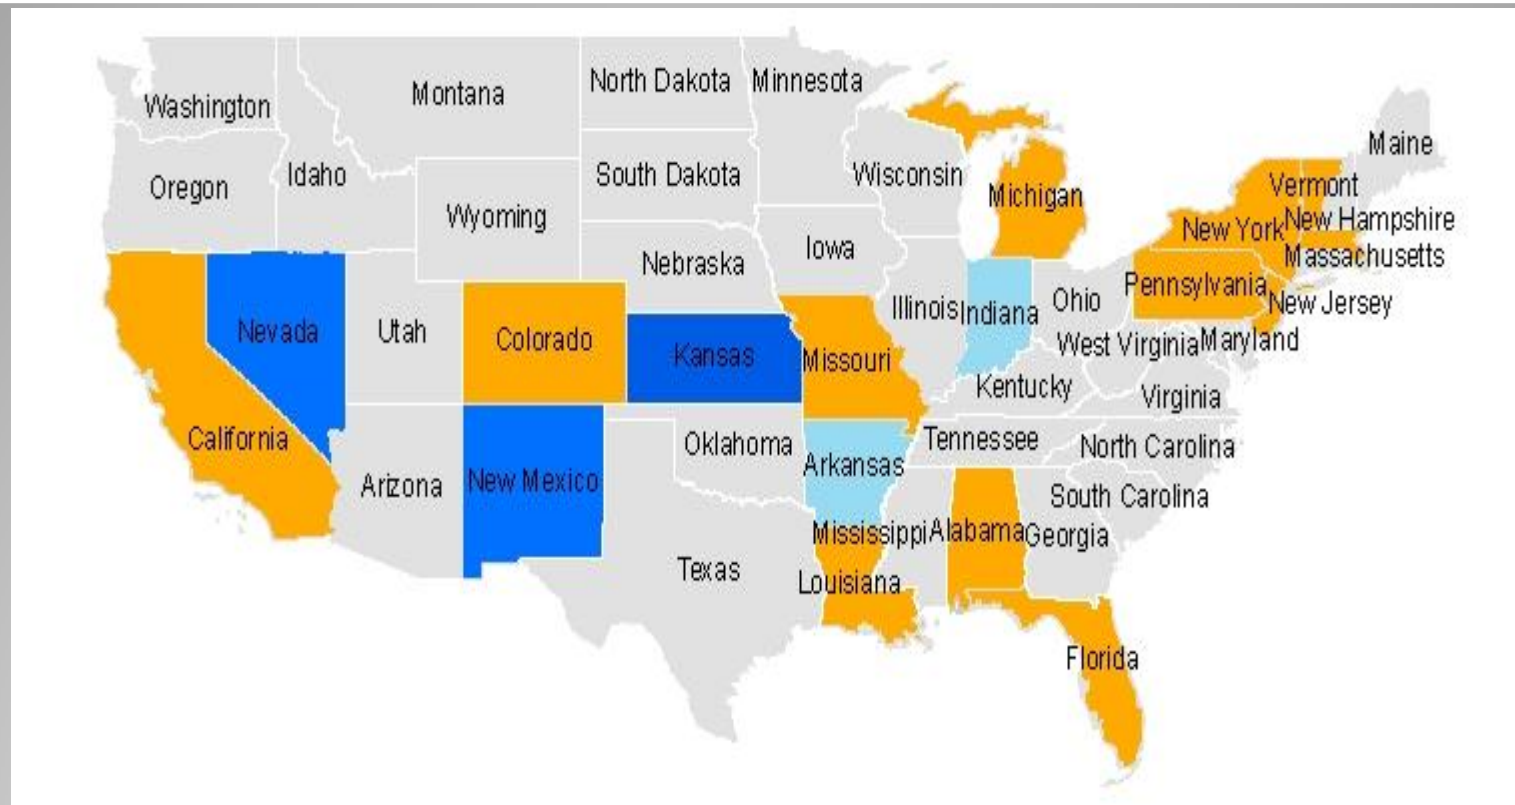 Washington
Montana
North Dakota
Minnesota
Maine
Oregon
Idaho
South Dakota
Wisconsin
Michigan
Vermont
Wyoming
New York
New Hampshire
Iowa
Nebraska
Massachusetts
Pennsylvania
Illinois
Indiana
Ohio
New Jersey
Nevada
Utah
Colorado
Kansas
Missouri
West Virginia
Maryland
Kentucky
Virginia
California
Oklahoma
Tennessee
North Carolina
Arkansas
Arizona
New Mexico
South Carolina
Mississippi
Alabama
Georgia
Texas
Louisiana
Florida